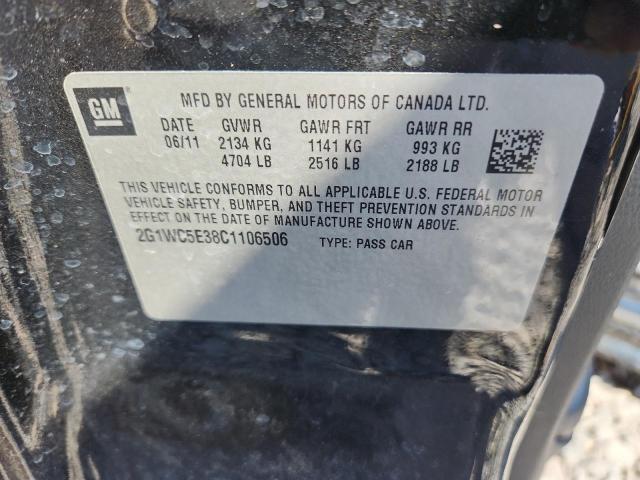 GM
MFD BY GENERAL MOTORS OF CANADA LTD.
DATE GVWR GAWR FRT GAWR RR
06/11 2134 KG 1141 KG 993 KG
4704 LB 2516 LB 2188 LB
THIS VEHICLE CONFORMS TO ALL APPLICABLE U.S. FEDERAL MOTOR
VEHICLE SAFETY, BUMPER, AND THEFT PREVENTION STANDARDS IN
EFFECT ON THE DATE OF MANUFACTURE SHOWN ABOVE.
2G1WC5E38C1106506 TYPE: PASS CAR